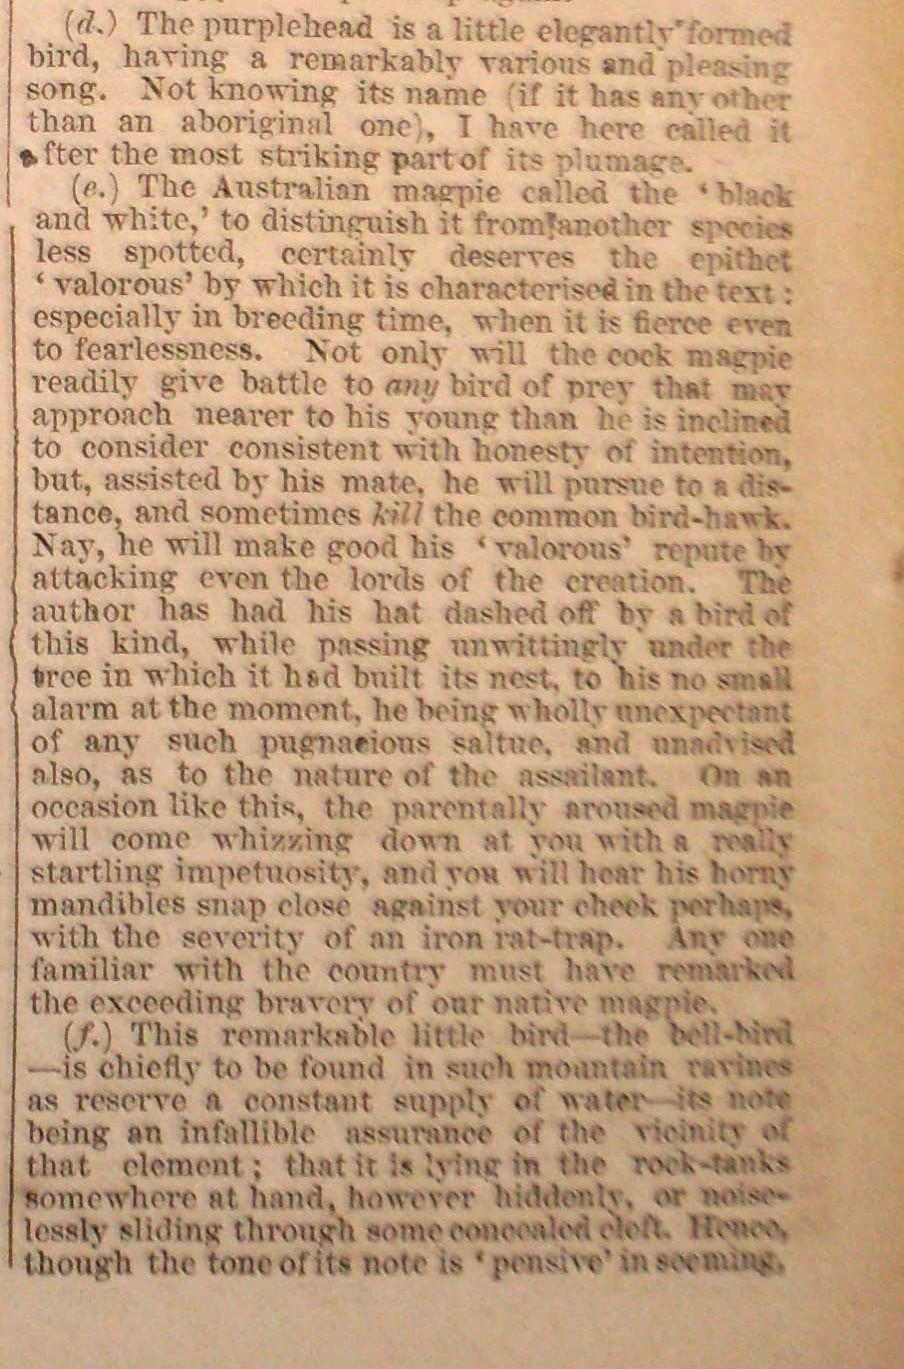 (d.) The purplehead is a little elegantly formed
bird, having a remarkably various and pleasing
song. Not knowing its name (if it has any other
than an aboriginal one), I have here called it
after the most striking part of its plumage.
(e.) The Australian magpie called the ‘black
and white,’ to distinguish it from another species
less spotted, certainly deserves the epithet
‘valorous’ by which it is characterised in the text:
especially in breeding time, when it is fierce even
to fearlessness. Not only will the cock magpie
readily give battle to any bird of prey that may
approach nearer to his young than he is inclined
to consider consistent with honesty of intention,
but, assisted by his mate, he will pursue to a dis-
tance, and sometimes kill the common bird-hawk.
Nay, he will make good his ‘valorous’ repute by
attacking even the lords of the creation. The
author has had his hat dashed off by a bird of
this kind, while passing unwittingly under the
tree in which it had built its nest, to his no small
alarm at the moment, he being wholly unexpectant
of any such pugnacious saltue, and unadvised
also, as to the nature of the assailant. On an
occasion like this, the parentally aroused magpie
will come whizzing down at you with a really
startling impetuosity, and you will hear his horny
mandibles snap close against your cheek perhaps,
with the severity of an iron rat-trap. Any one
familiar with the country must have remarked
the exceeding bravery of our native magpie.
(f.) This remarkable little bird—the bell-bird
—is chiefly to be found in such mountain ravines
as reserve a constant supply of water—its note
being an infallible assurance of the vicinity of
that element; that it is lying in the rock-tanks
somewhere at hand, however hiddenly, or noise-
lessly sliding through some concealed cleft. Hence,
though the tone of its note is ‘pensive’ in seeming,